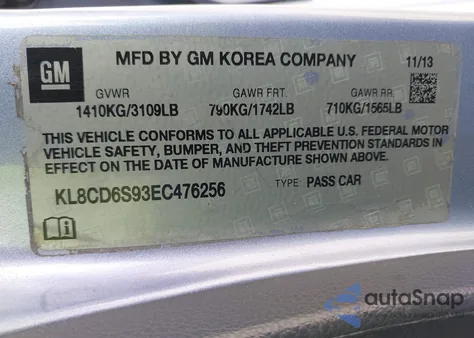 GM
MFD BY GM KOREA COMPANY
11/13
GVWR
GAWR FRT.
GAWR RR.
1410KG/3109LB
790KG/1742LB
710KG/1565LB
THIS VEHICLE CONFORMS TO ALL APPLICABLE U.S. FEDERAL MOTOR
VEHICLE SAFETY, BUMPER, AND THEFT PREVENTION STANDARDS IN
EFFECT ON THE DATE OF MANUFACTURE SHOWN ABOVE.
KL8CD6S93EC476256
TYPE: PASS CAR
autoSnap